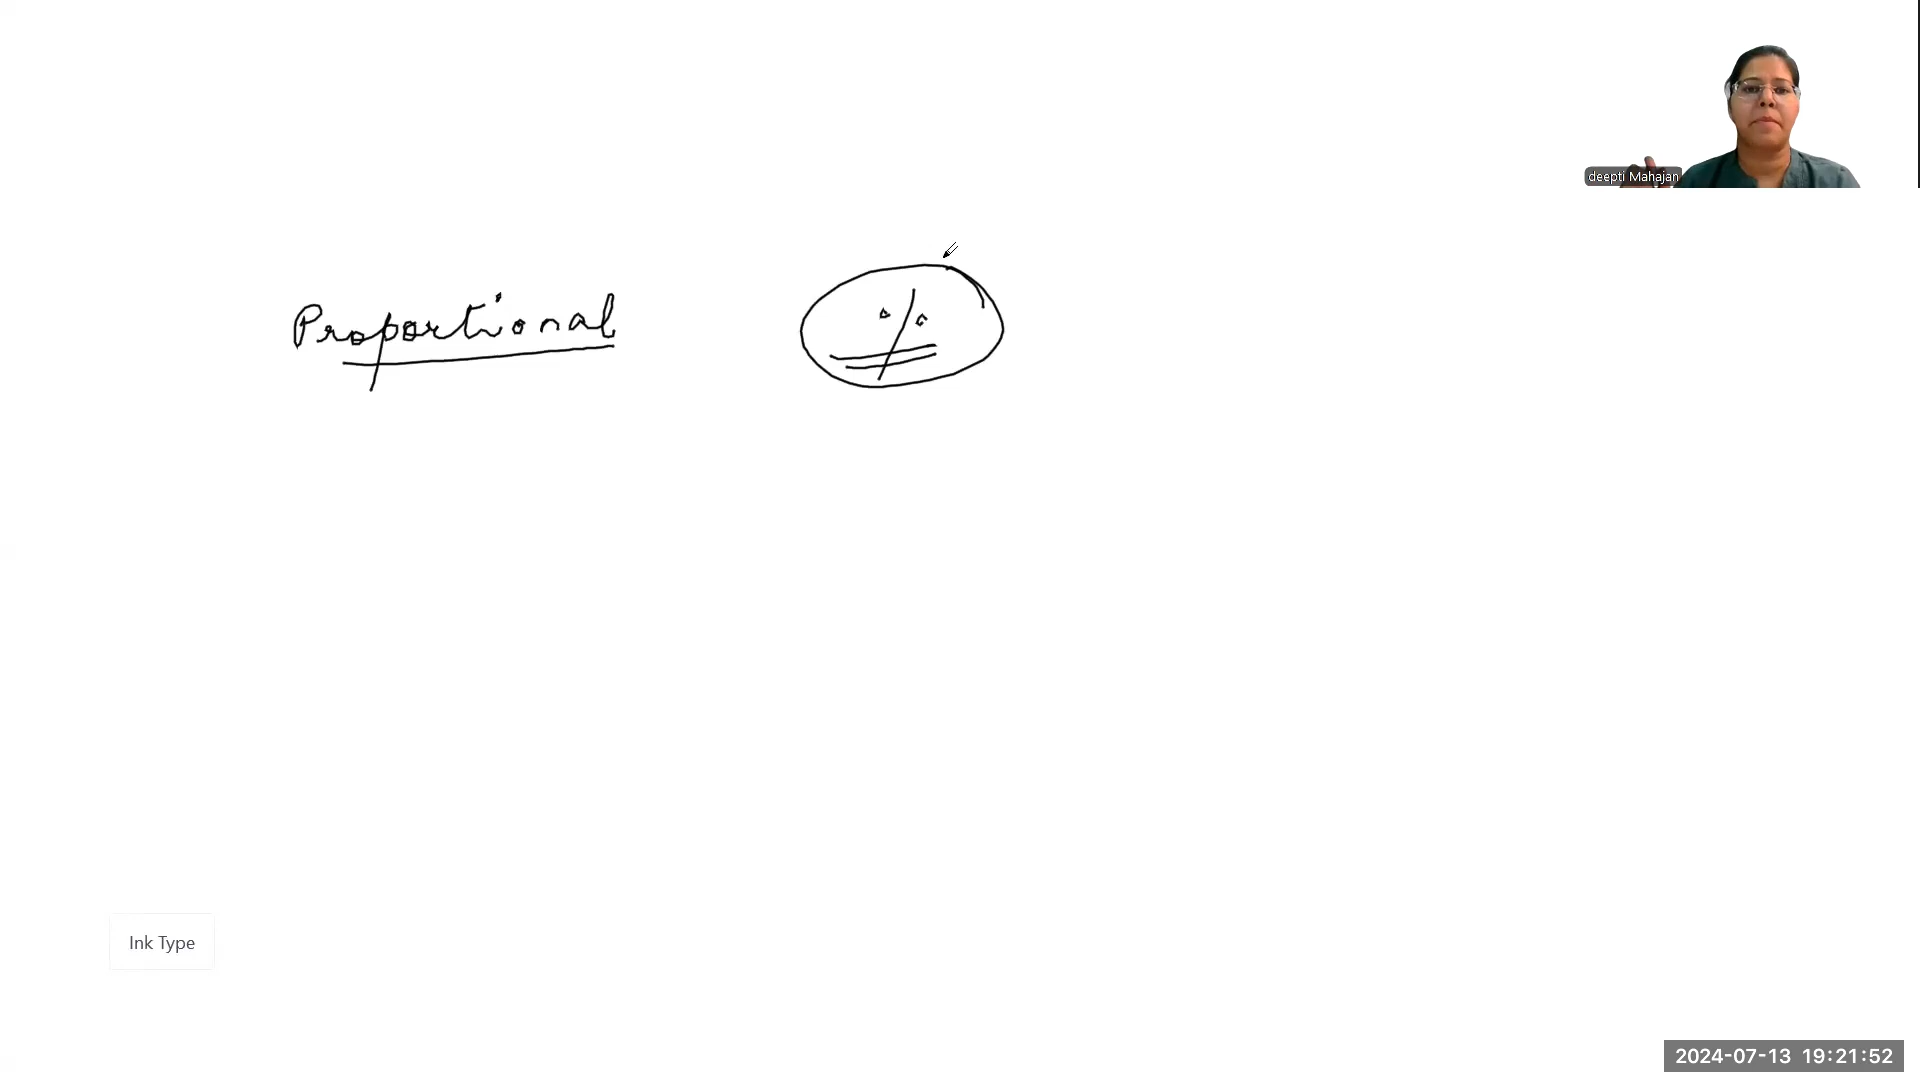 deepti Mahajan
Proportional %
Ink Type
2024-07-13 19:21:52